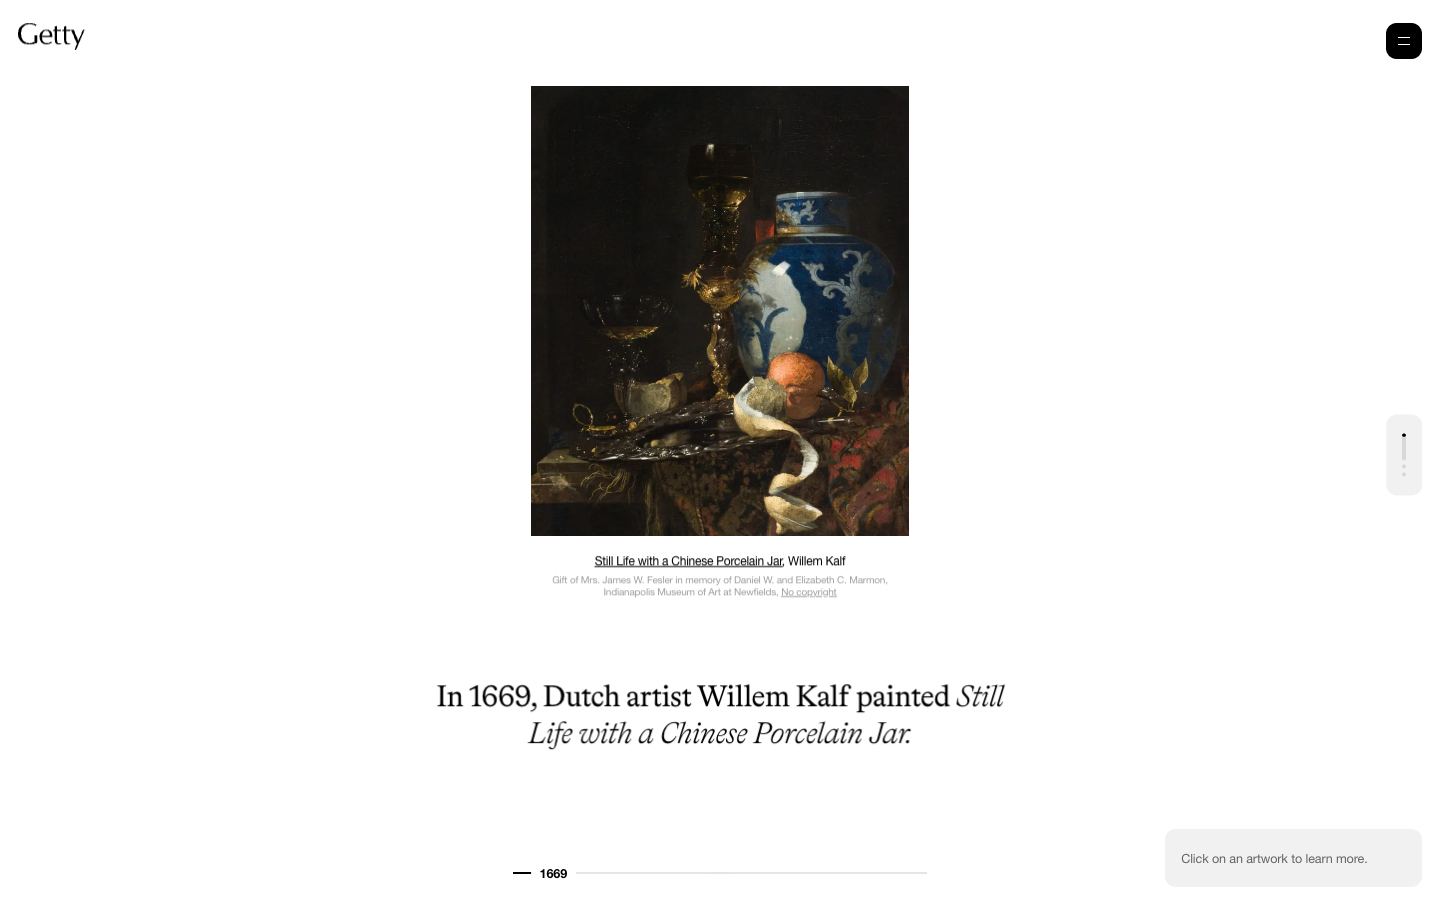 Getty
Still Life with a Chinese Porcelain Jar, Willem Kalf
Gift of Mrs. James W. Fesler in memory of Daniel W. and Elizabeth C. Marmon,
Indianapolis Museum of Art at Newfields, No copyright
In 1669, Dutch artist Willem Kalf painted Still
Life with a Chinese Porcelain Jar.
1669
Click on an artwork to learn more.